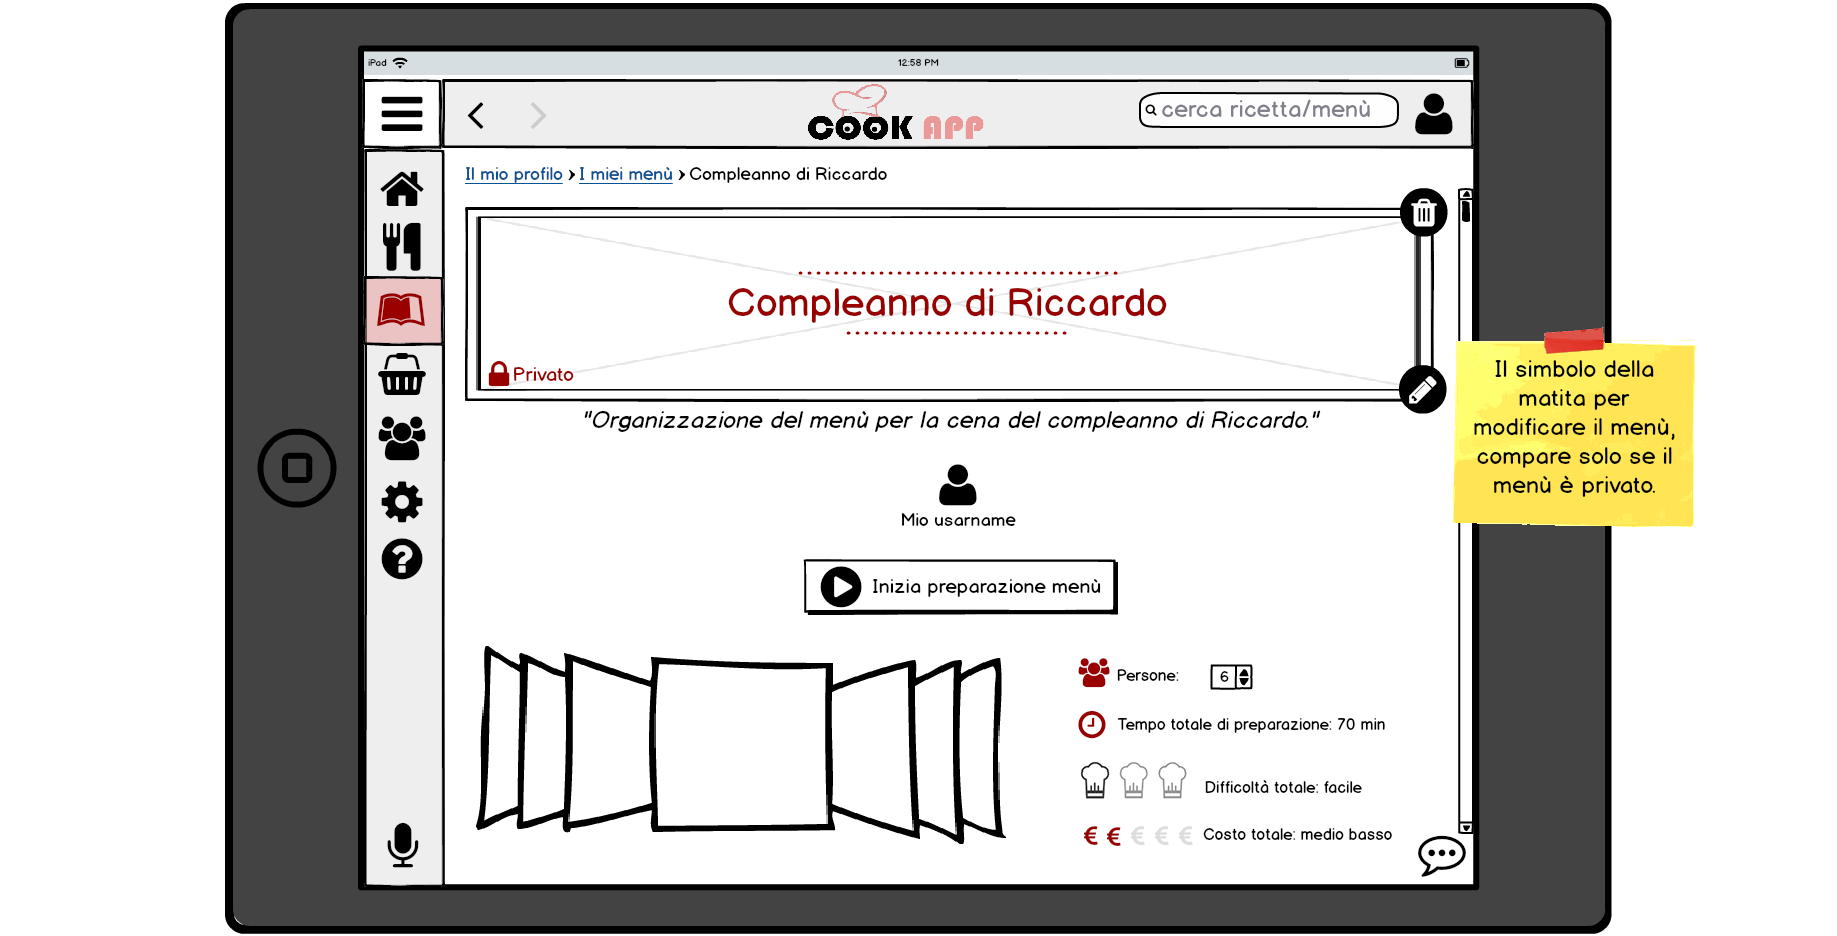 iPad
12:58 PM
COOK APP
cerca ricetta/menù
Il mio profilo > I miei menù > Compleanno di Riccardo
Compleanno di Riccardo
Privato
"Organizzazione del menù per la cena del compleanno di Riccardo."
Mio usarname
Inizia preparazione menù
Persone: 6
Tempo totale di preparazione: 70 min
Difficoltà totale: facile
€ € € € € Costo totale: medio basso
Il simbolo della
matita per
modificare il menù,
compare solo se il
menù è privato.